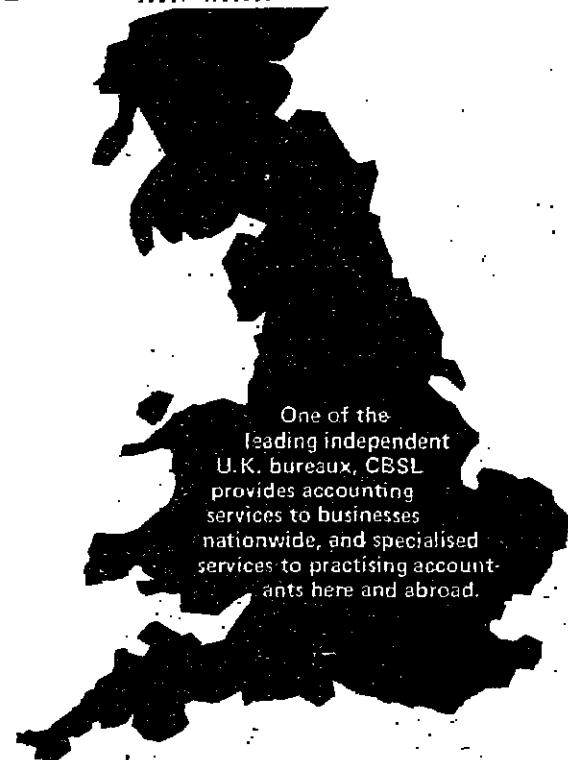 One of the
leading independent
U.K. bureaux, CBSL
provides accounting
services to businesses
nationwide, and specialised
services to practising account-
ants here and abroad.